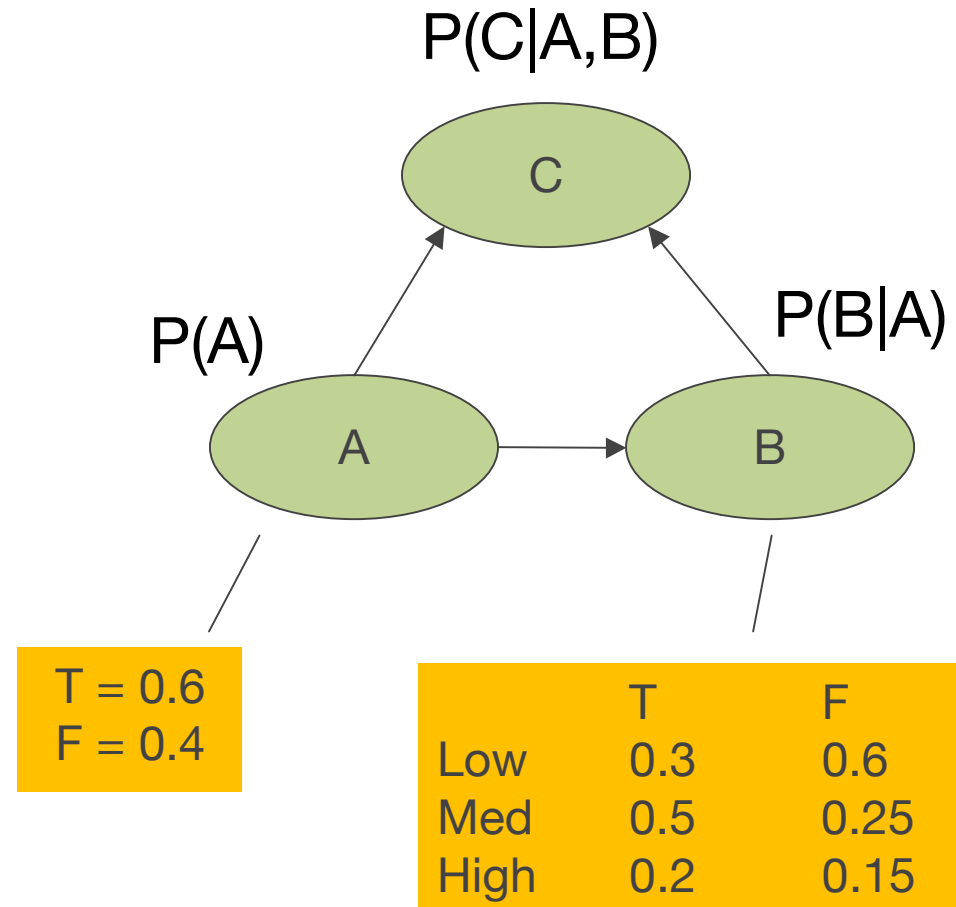 P(C|A,B)
C
P(A)
P(B|A)
A
B
T = 0.6
F = 0.4
T F
Low 0.3 0.6
Med 0.5 0.25
High 0.2 0.15